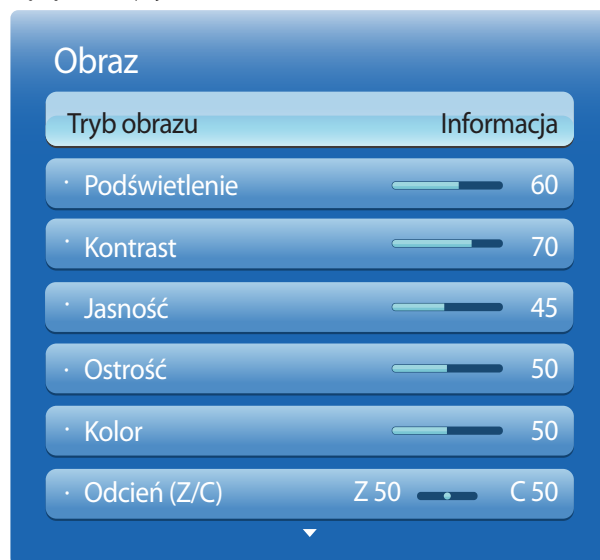 Obraz
Tryb obrazu Informacja
· Podświetlenie 60
· Kontrast 70
· Jasność 45
· Ostrość 50
· Kolor 50
· Odcień (Z/C) Z 50 C 50